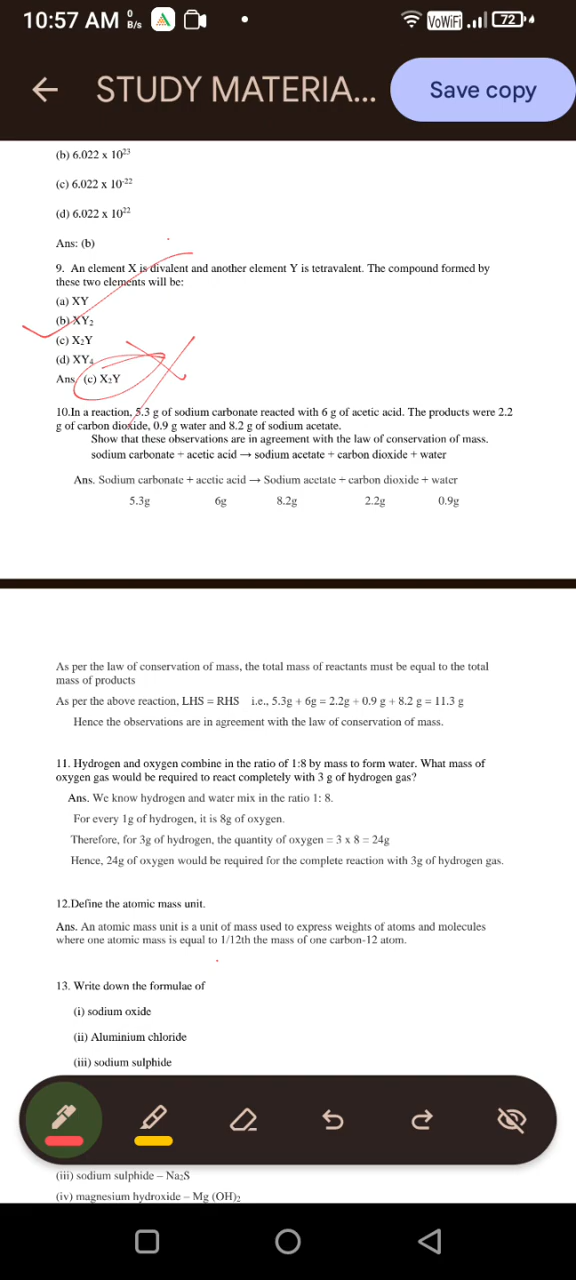 10:57 AM 0 B/s VoWiFi 72
STUDY MATERIA... Save copy
(b) 6.022 x 10²³
(c) 6.022 x 10⁻²²
(d) 6.022 x 10²²
Ans: (b)
9. An element X is divalent and another element Y is tetravalent. The compound formed by
these two elements will be:
(a) XY
(b) XY₂
(c) X₂Y
(d) XY₄
Ans. (c) X₂Y
10.In a reaction, 5.3 g of sodium carbonate reacted with 6 g of acetic acid. The products were 2.2
g of carbon dioxide, 0.9 g water and 8.2 g of sodium acetate.
Show that these observations are in agreement with the law of conservation of mass.
sodium carbonate + acetic acid → sodium acetate + carbon dioxide + water
Ans. Sodium carbonate + acetic acid → Sodium acetate + carbon dioxide + water
5.3g 6g 8.2g 2.2g 0.9g
As per the law of conservation of mass, the total mass of reactants must be equal to the total
mass of products
As per the above reaction, LHS = RHS i.e., 5.3g + 6g = 2.2g + 0.9 g + 8.2 g = 11.3 g
Hence the observations are in agreement with the law of conservation of mass.
11. Hydrogen and oxygen combine in the ratio of 1:8 by mass to form water. What mass of
oxygen gas would be required to react completely with 3 g of hydrogen gas?
Ans. We know hydrogen and water mix in the ratio 1: 8.
For every 1g of hydrogen, it is 8g of oxygen.
Therefore, for 3g of hydrogen, the quantity of oxygen = 3 x 8 = 24g
Hence, 24g of oxygen would be required for the complete reaction with 3g of hydrogen gas.
12.Define the atomic mass unit.
Ans. An atomic mass unit is a unit of mass used to express weights of atoms and molecules
where one atomic mass is equal to 1/12th the mass of one carbon-12 atom.
13. Write down the formulae of
(i) sodium oxide
(ii) Aluminium chloride
(iii) sodium sulphide
(iii) sodium sulphide – Na₂S
(iv) magnesium hydroxide – Mg (OH)₂